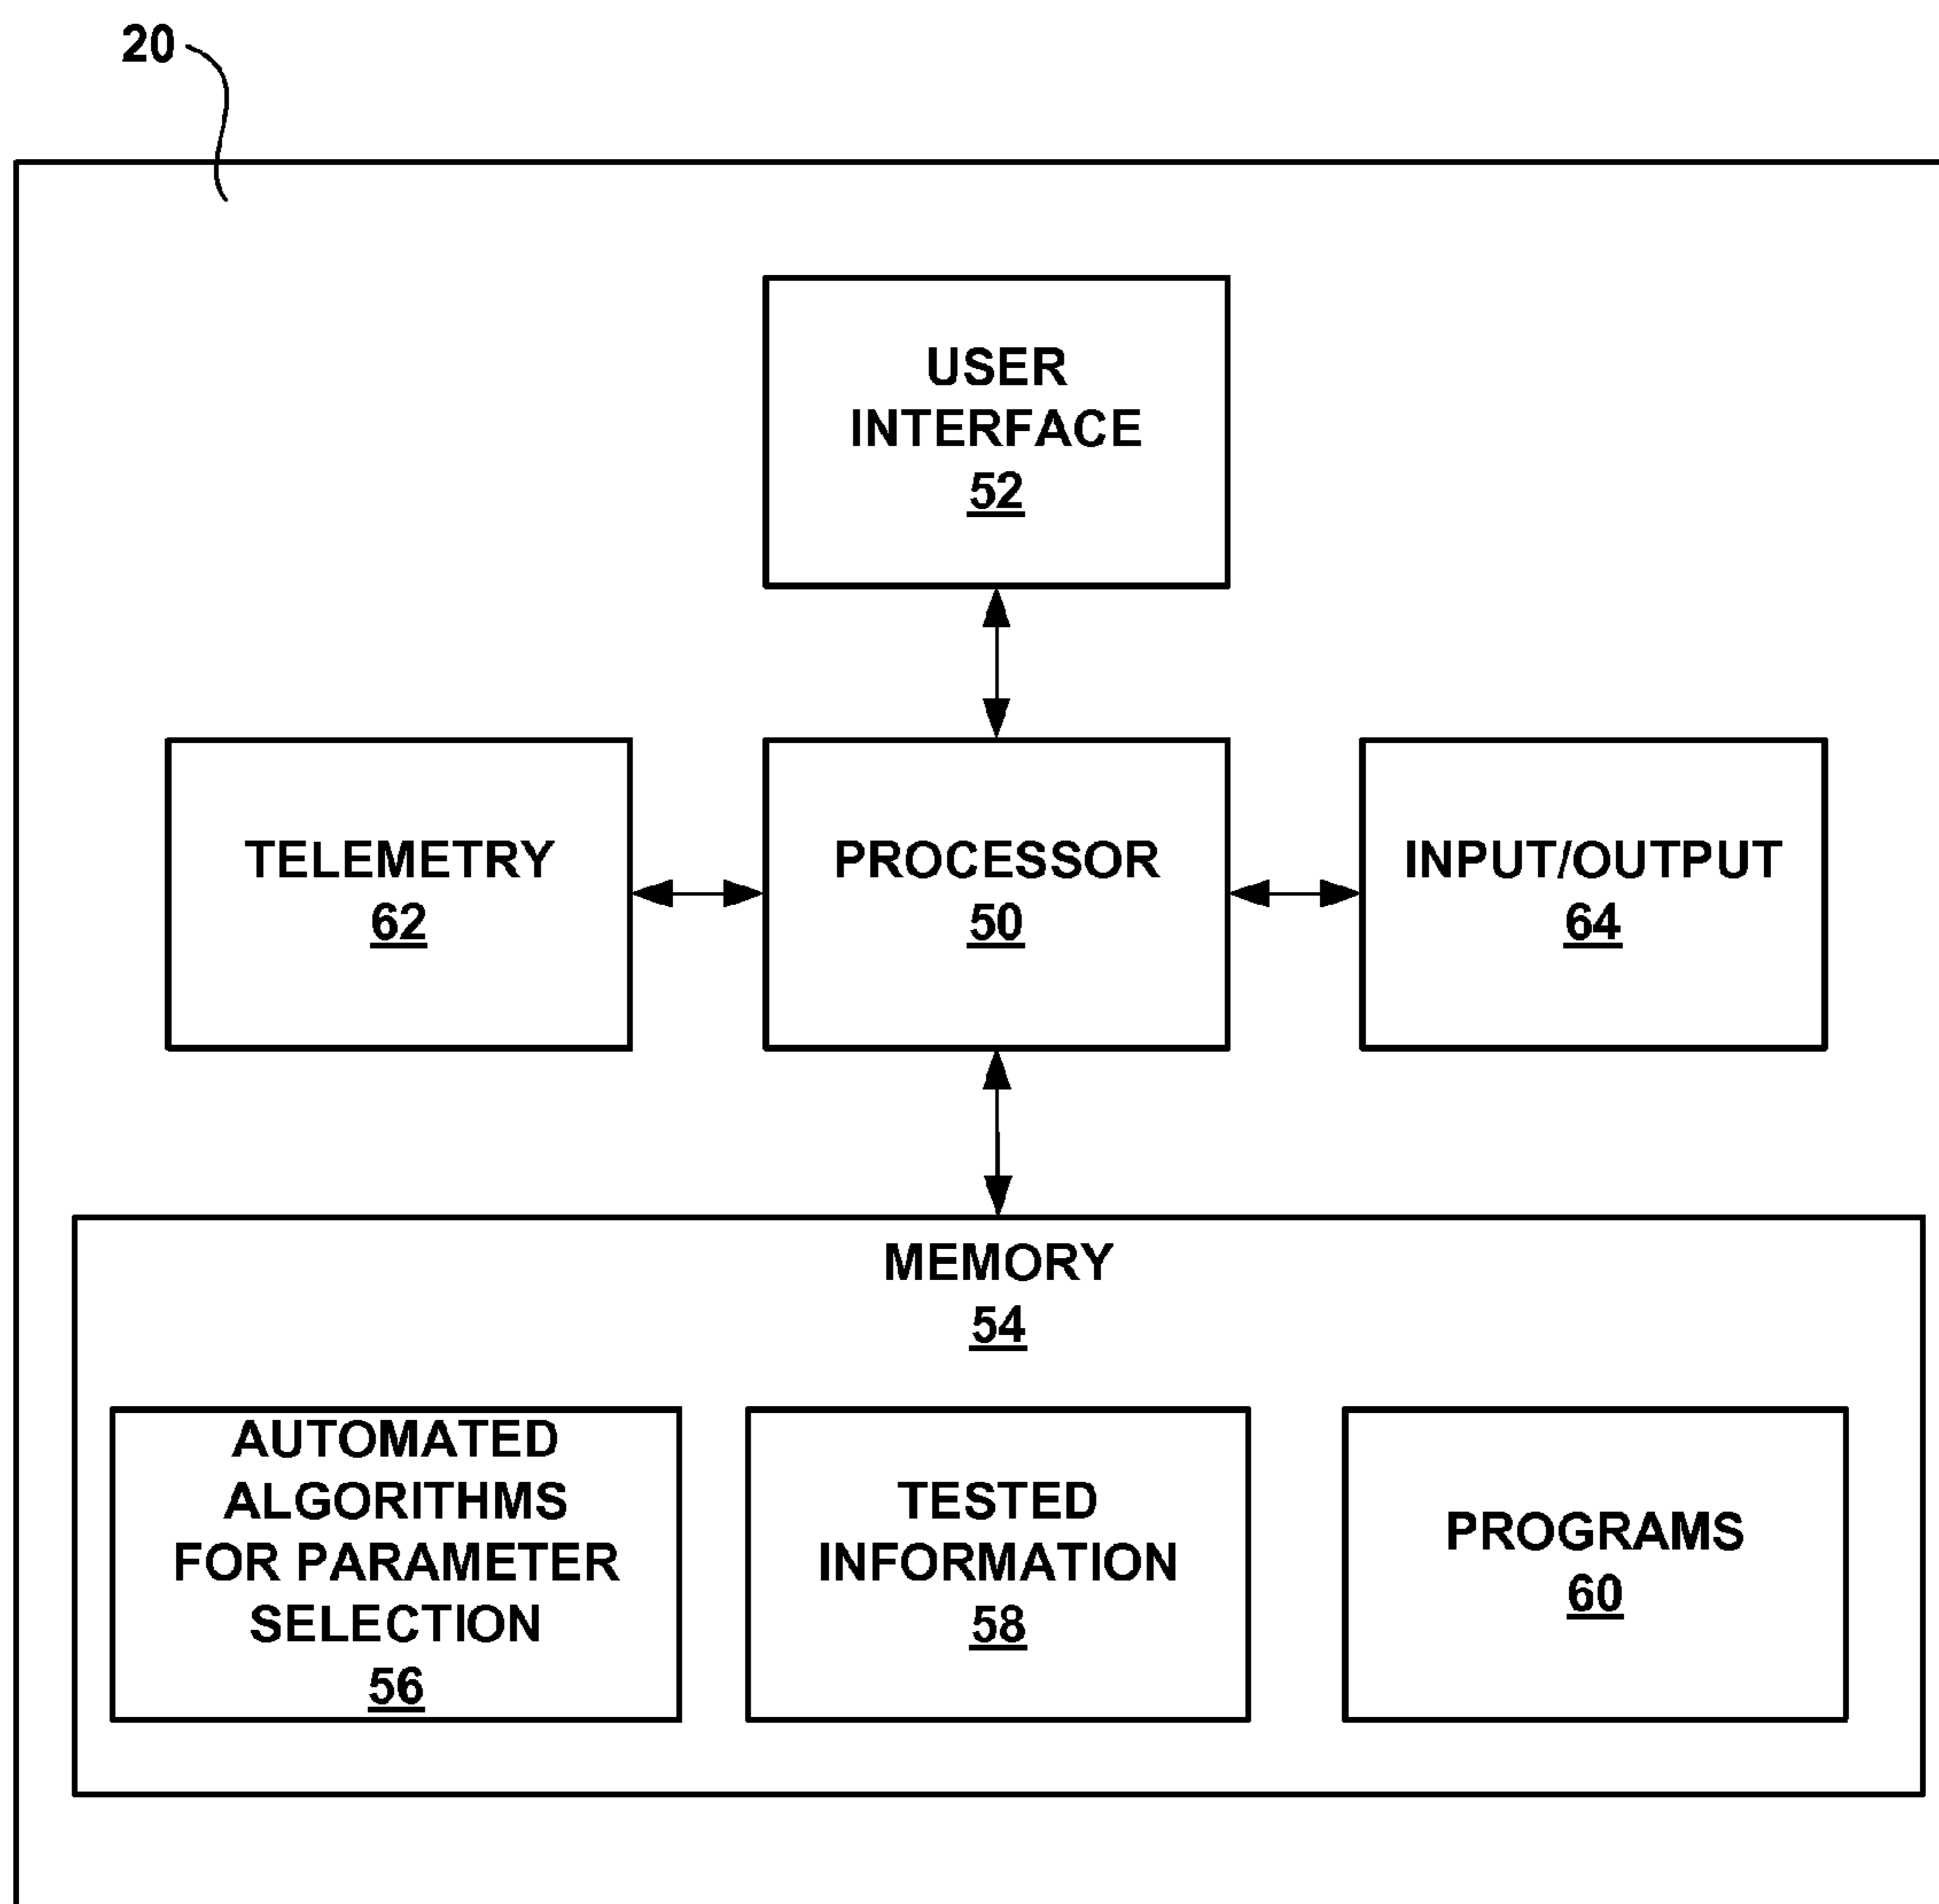 20
USER
INTERFACE
52
TELEMETRY
62
PROCESSOR
50
INPUT/OUTPUT
64
MEMORY
54
AUTOMATED
ALGORITHMS
FOR PARAMETER
SELECTION
56
TESTED
INFORMATION
58
PROGRAMS
60